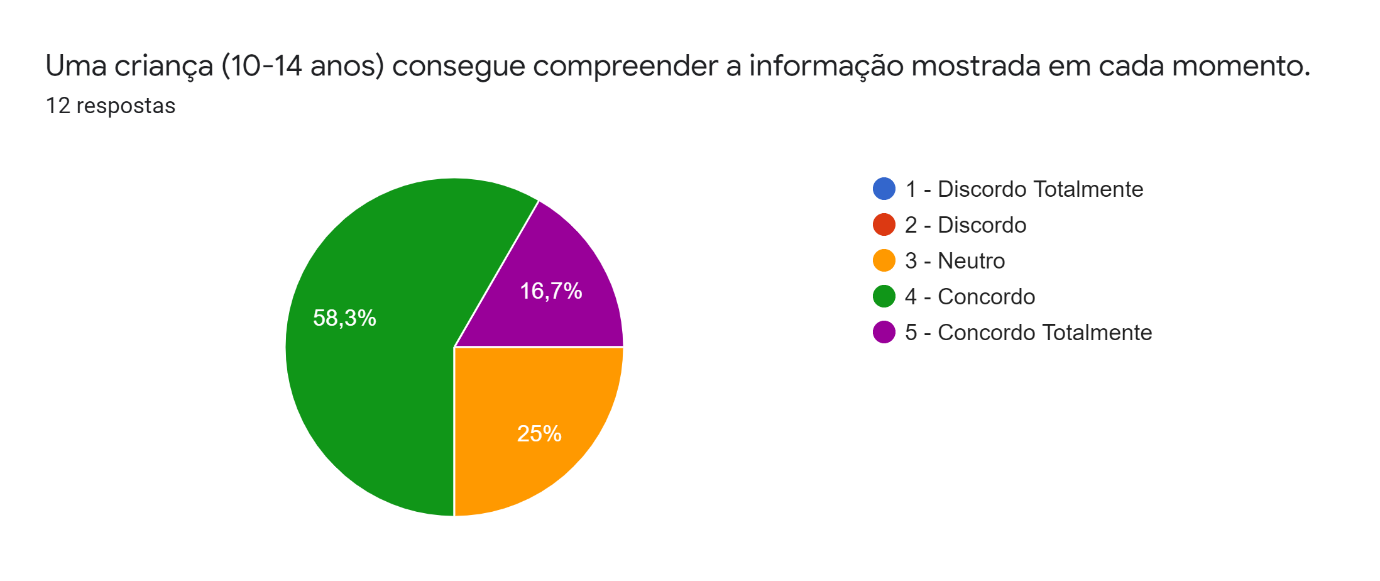 Uma criança (10-14 anos) consegue compreender a informação mostrada em cada momento.
12 respostas
58,3%
16,7%
25%
1 - Discordo Totalmente
2 - Discordo
3 - Neutro
4 - Concordo
5 - Concordo Totalmente